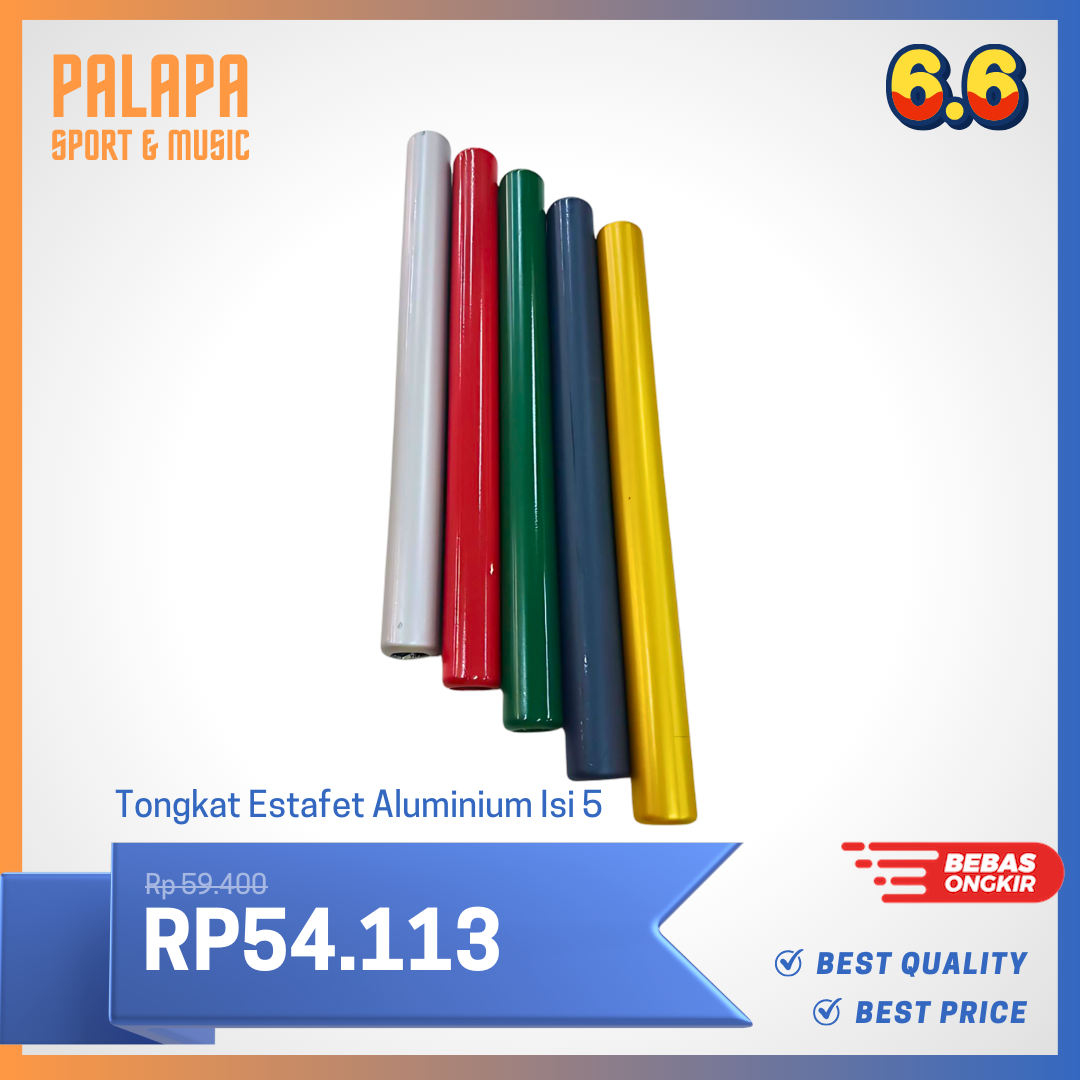 PALAPA
SPORT & MUSIC
6.6
Tongkat Estafet Aluminium Isi 5
Rp 59.400
RP54.113
BEBAS
ONGKIR
BEST QUALITY
BEST PRICE